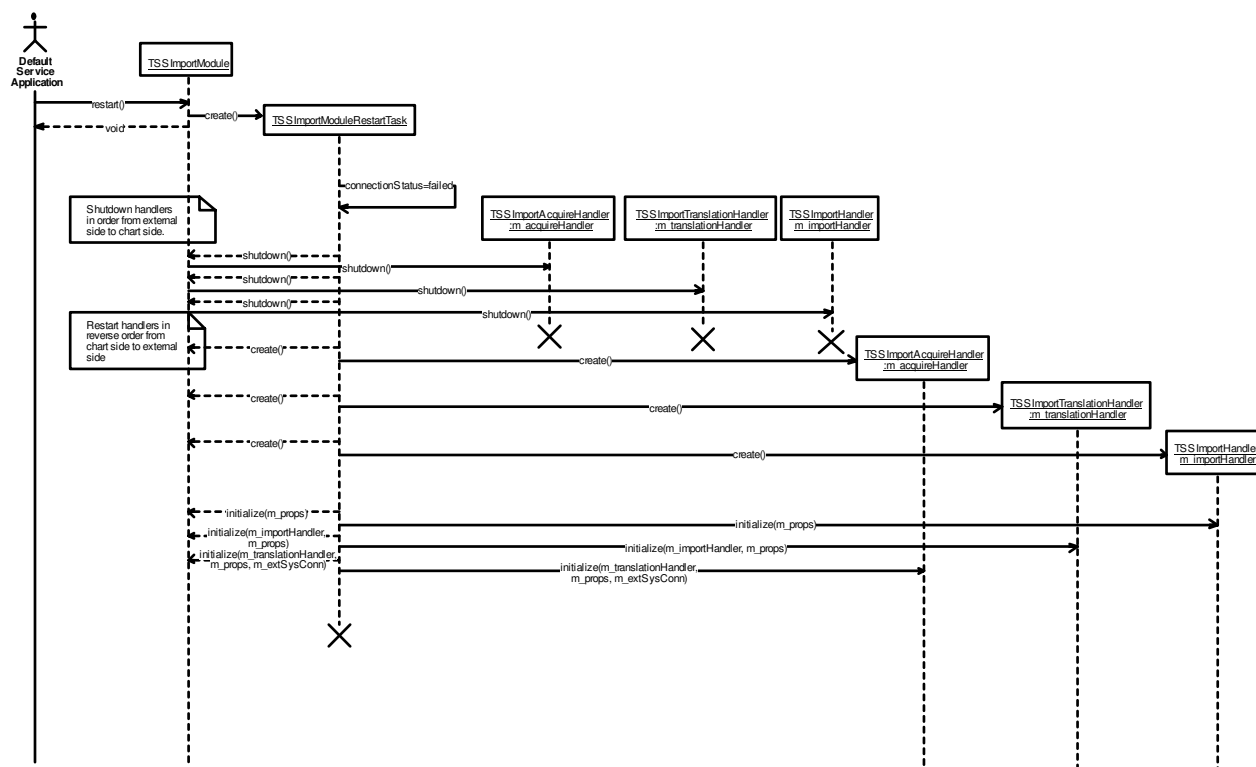 Default
Service
Application
TSSImportModule
restart()
create()
TSSImportModuleRestartTask
void
connectionStatus=failed
Shutdown handlers
in order from external
side to chart side.
TSSImportAcquireHandler
:m_acquireHandler
TSSImportTranslationHandler
:m_translationHandler
TSSImportHandler
m_importHandler
shutdown()
shutdown()
shutdown()
shutdown()
shutdown()
shutdown()
Restart handlers in
reverse order from
chart side to external
side
create()
create()
TSSImportAcquireHandler
:m_acquireHandler
create()
create()
TSSImportTranslationHandler
:m_translationHandler
create()
create()
TSSImportHandle
m_importHandler
initialize(m_props)
initialize(m_props)
initialize(m_importHandler,
m_props)
initialize(m_importHandler, m_props)
initialize(m_translationHandler,
m_props, m_extSysConn)
initialize(m_translationHandler,
m_props, m_extSysConn)